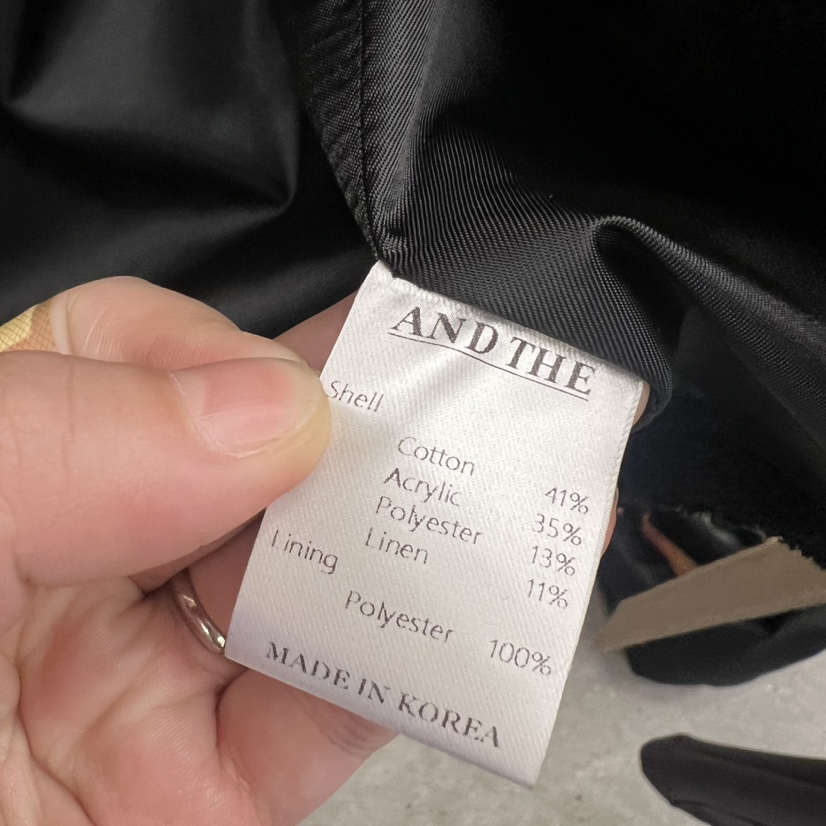 AND THE
Shell
Cotton 41%
Acrylic 35%
Polyester 13%
Linen 11%
Lining
Polyester 100%
MADE IN KOREA